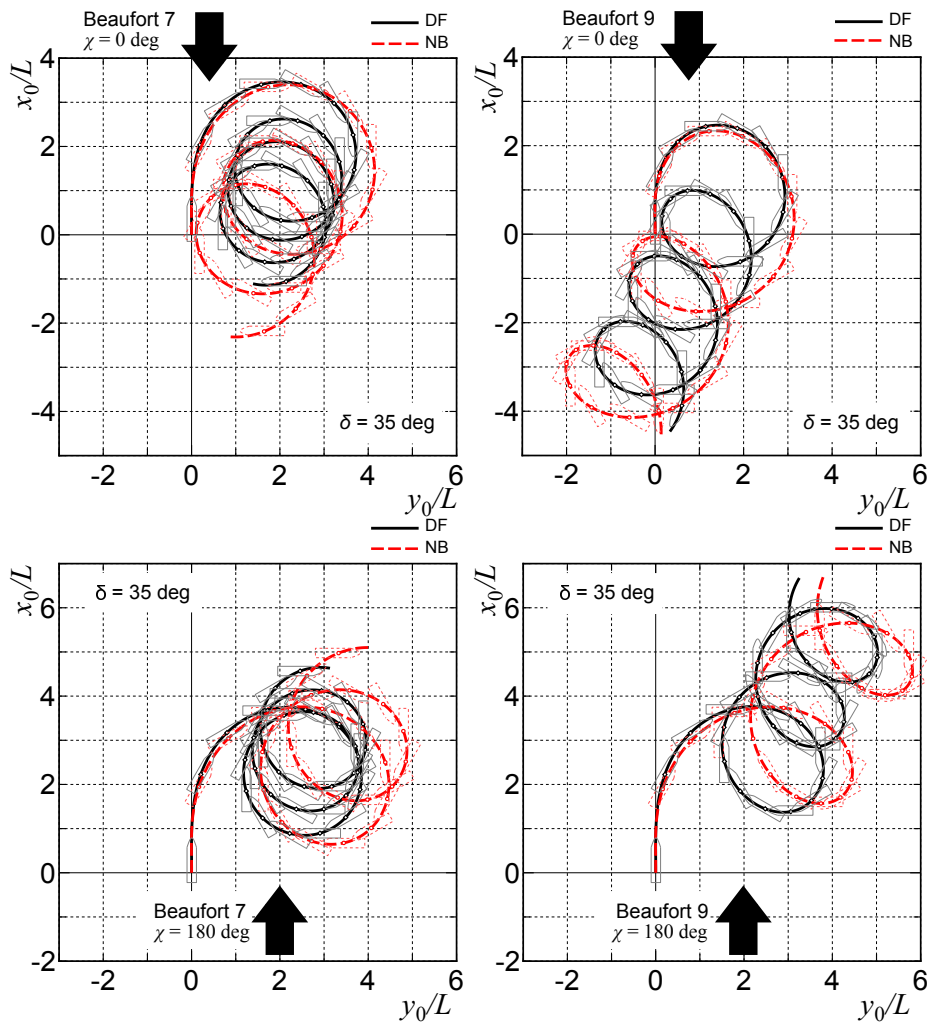 Beaufort 7
χ = 0 deg
DF
NB
x₀/L
4
2
0
-2
-4
δ = 35 deg
-2 0 2 4 6
y₀/L
Beaufort 9
χ = 0 deg
DF
NB
x₀/L
4
2
0
-2
-4
δ = 35 deg
-2 0 2 4 6
y₀/L
DF
NB
x₀/L
δ = 35 deg
6
4
2
0
-2
Beaufort 7
χ = 180 deg
-2 0 2 4 6
y₀/L
DF
NB
x₀/L
δ = 35 deg
6
4
2
0
-2
Beaufort 9
χ = 180 deg
-2 0 2 4 6
y₀/L